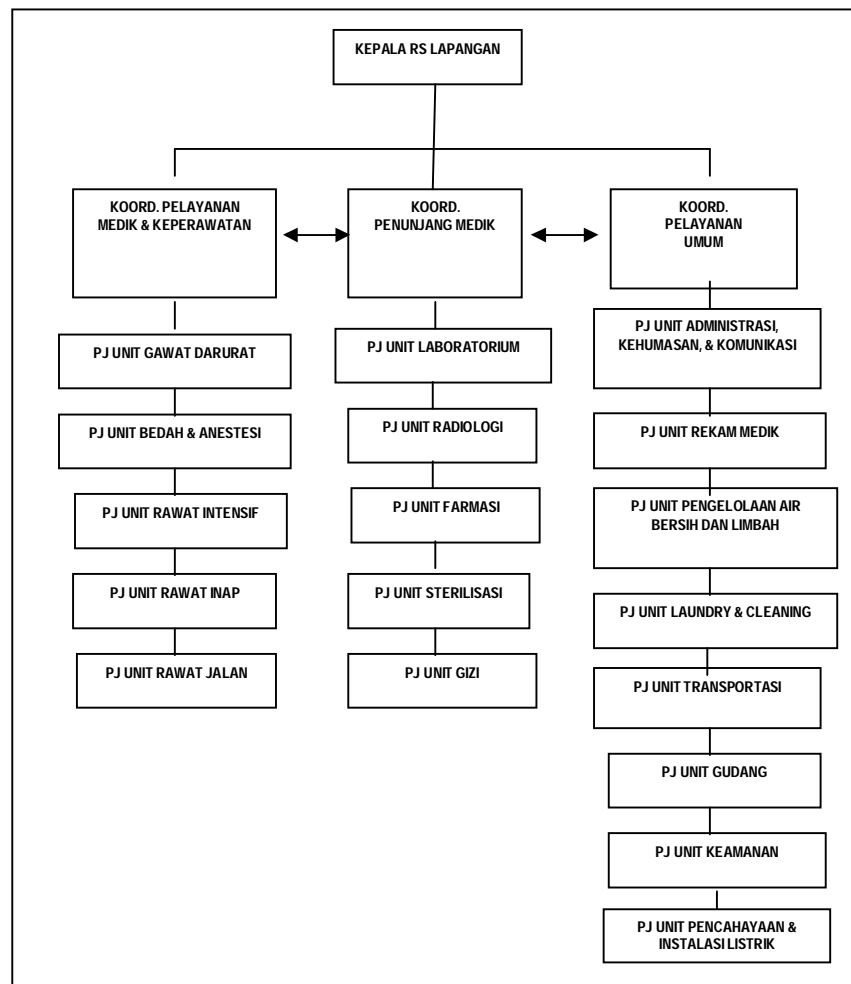 KEPALA RS LAPANGAN
KOORD. PELAYANAN
MEDIK & KEPERAWATAN
KOORD.
PENUNJANG MEDIK
KOORD.
PELAYANAN
UMUM
PJ UNIT GAWAT DARURAT
PJ UNIT BEDAH & ANESTESI
PJ UNIT RAWAT INTENSIF
PJ UNIT RAWAT INAP
PJ UNIT RAWAT JALAN
PJ UNIT LABORATORIUM
PJ UNIT RADIOLOGI
PJ UNIT FARMASI
PJ UNIT STERILISASI
PJ UNIT GIZI
PJ UNIT ADMINISTRASI,
KEHUMASAN, & KOMUNIKASI
PJ UNIT REKAM MEDIK
PJ UNIT PENGELOLAAN AIR
BERSIH DAN LIMBAH
PJ UNIT LAUNDRY & CLEANING
PJ UNIT TRANSPORTASI
PJ UNIT GUDANG
PJ UNIT KEAMANAN
PJ UNIT PENCAHAYAAN &
INSTALASI LISTRIK